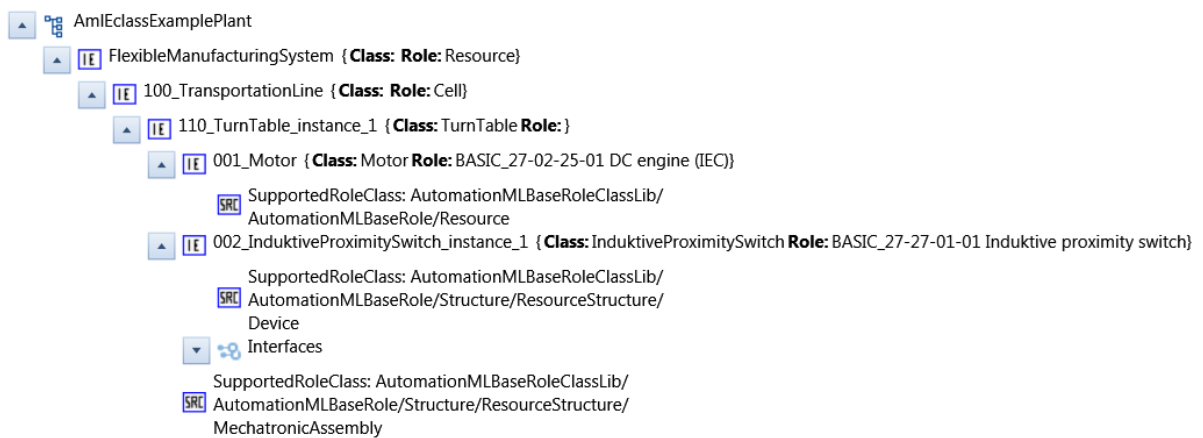 AmlEclassExamplePlant
IE FlexibleManufacturingSystem {Class: Role: Resource}
IE 100_TransportationLine {Class: Role: Cell}
IE 110_TurnTable_instance_1 {Class: TurnTable Role: }
IE 001_Motor {Class: Motor Role: BASIC_27-02-25-01 DC engine (IEC)}
SRC SupportedRoleClass: AutomationMLBaseRoleClassLib/
AutomationMLBaseRole/Resource
IE 002_InduktiveProximitySwitch_instance_1 {Class: InduktiveProximitySwitch Role: BASIC_27-27-01-01 Induktive proximity switch}
SupportedRoleClass: AutomationMLBaseRoleClassLib/
SRC AutomationMLBaseRole/Structure/ResourceStructure/
Device
Interfaces
SupportedRoleClass: AutomationMLBaseRoleClassLib/
SRC AutomationMLBaseRole/Structure/ResourceStructure/
MechatronicAssembly